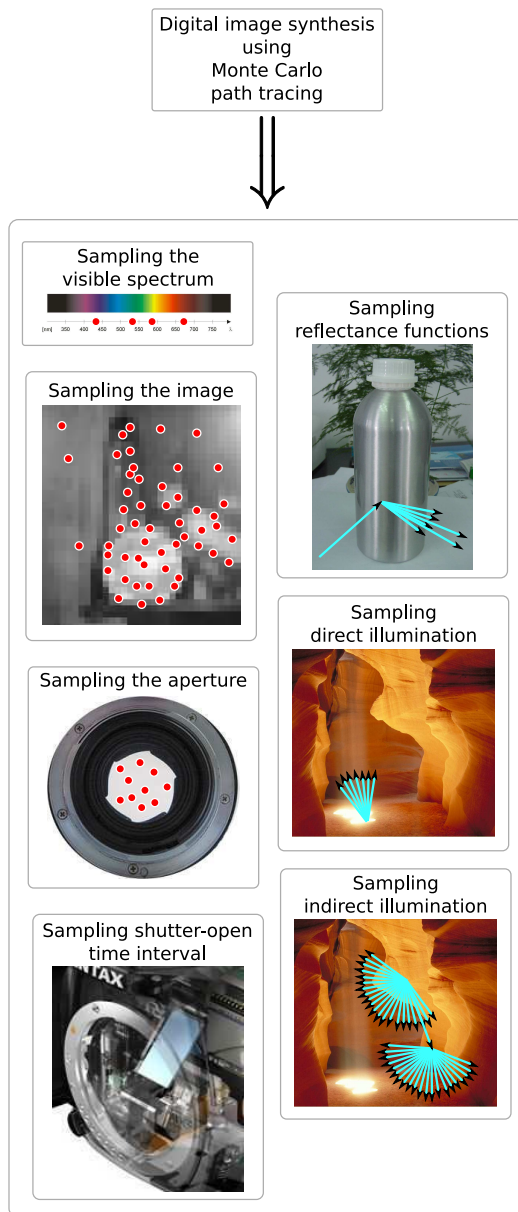 Digital image synthesis
using
Monte Carlo
path tracing
Sampling the
visible spectrum
[nm] 350 400 450 500 550 600 650 700 750 λ
Sampling the image
Sampling the aperture
Sampling shutter-open
time interval
Sampling
reflectance functions
Sampling
direct illumination
Sampling
indirect illumination